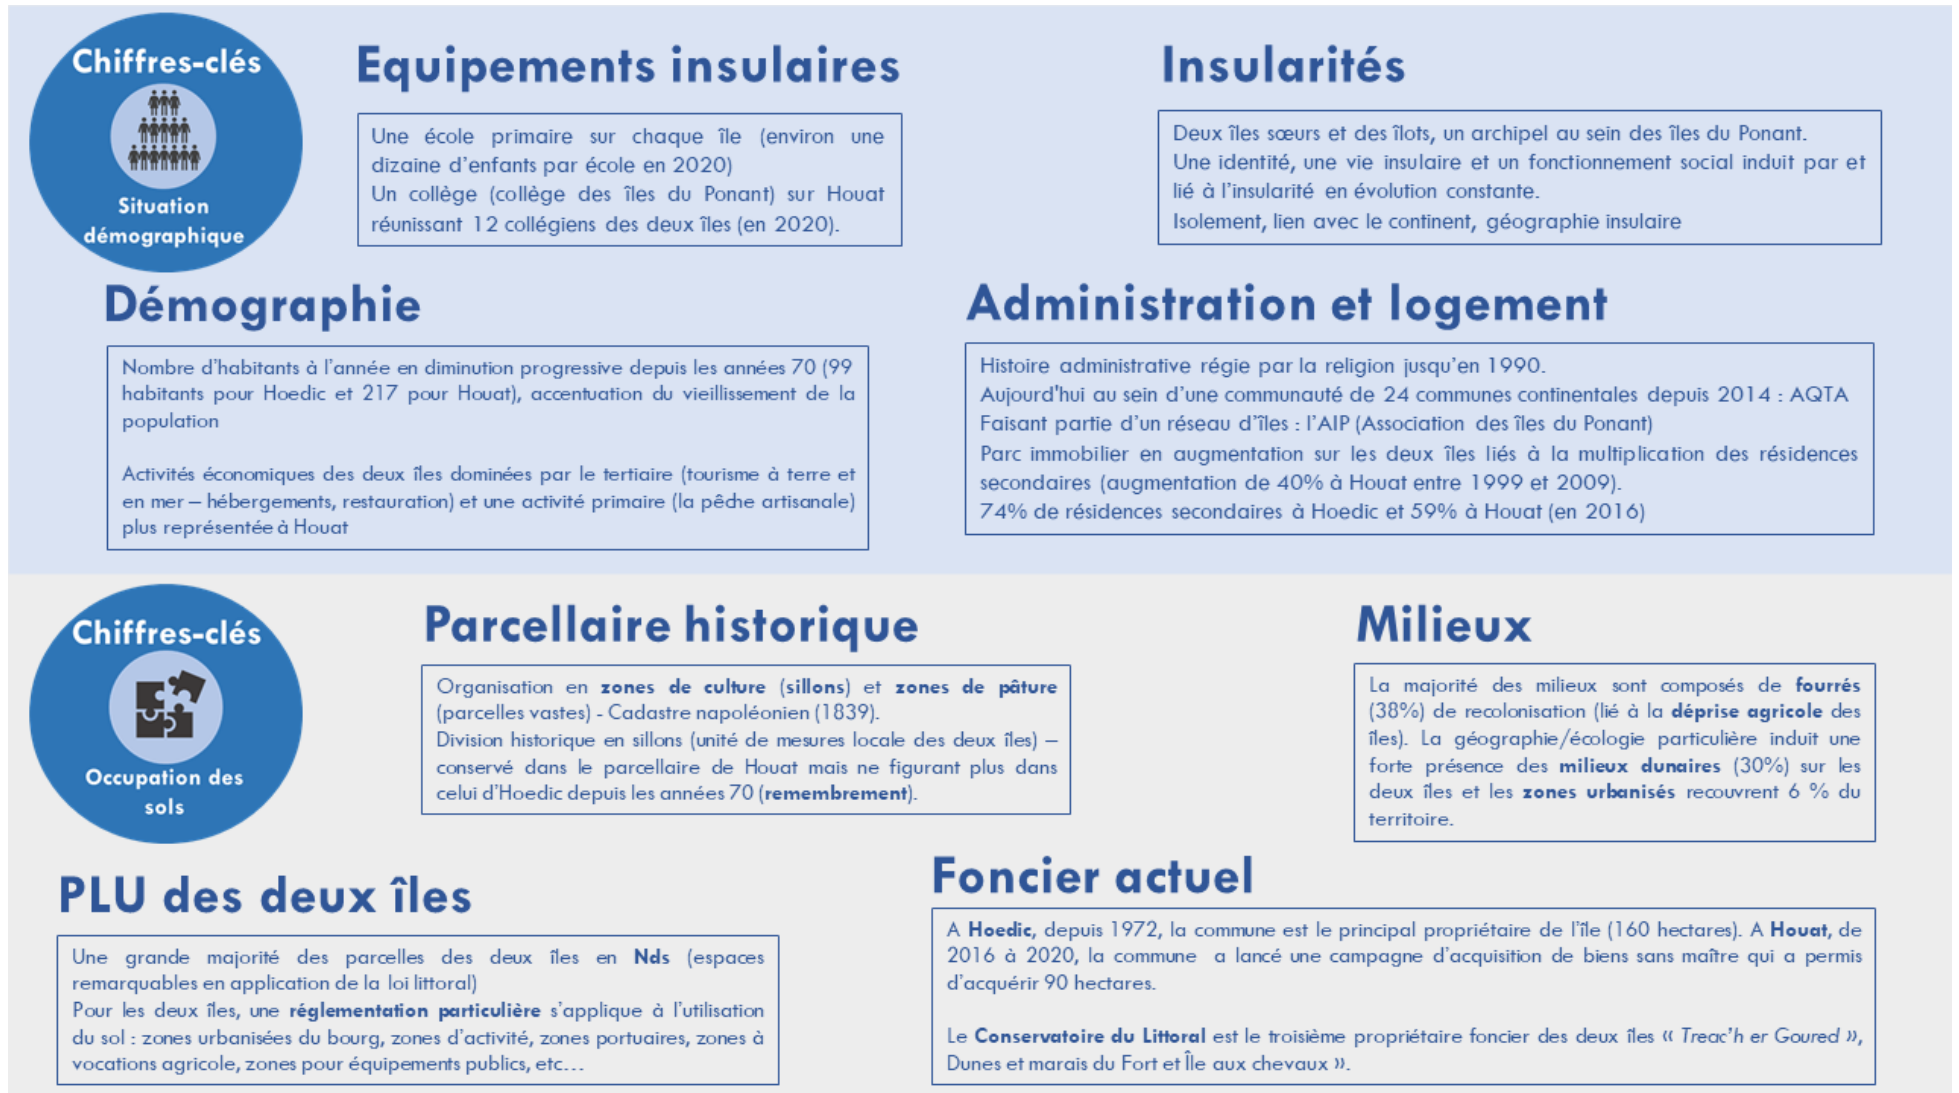 Chiffres-clés
Situation
démographique
Equipements insulaires
Une école primaire sur chaque île (environ une
dizaine d'enfants par école en 2020)
Un collège (collège des îles du Ponant) sur Houat
réunissant 12 collégiens des deux îles (en 2020).
Insularités
Deux îles sœurs et des îlots, un archipel au sein des îles du Ponant.
Une identité, une vie insulaire et un fonctionnement social induit par et
lié à l'insularité en évolution constante.
Isolement, lien avec le continent, géographie insulaire
Démographie
Nombre d'habitants à l'année en diminution progressive depuis les années 70 (99
habitants pour Hoedic et 217 pour Houat), accentuation du vieillissement de la
population
Activités économiques des deux îles dominées par le tertiaire (tourisme à terre et
en mer – hébergements, restauration) et une activité primaire (la pêche artisanale)
plus représentée à Houat
Administration et logement
Histoire administrative régie par la religion jusqu'en 1990.
Aujourd'hui au sein d'une communauté de 24 communes continentales depuis 2014 : AQTA
Faisant partie d'un réseau d'îles : l'AIP (Association des îles du Ponant)
Parc immobilier en augmentation sur les deux îles liés à la multiplication des résidences
secondaires (augmentation de 40% à Houat entre 1999 et 2009).
74% de résidences secondaires à Hoedic et 59% à Houat (en 2016)
Chiffres-clés
Occupation des
sols
Parcellaire historique
Organisation en zones de culture (sillons) et zones de pâture
(parcelles vastes) - Cadastre napoléonien (1839).
Division historique en sillons (unité de mesures locale des deux îles) –
conservé dans le parcellaire de Houat mais ne figurant plus dans
celui d'Hoedic depuis les années 70 (remembrement).
Milieux
La majorité des milieux sont composés de fourrés
(38%) de recolonisation (lié à la déprise agricole des
îles). La géographie/écologie particulière induit une
forte présence des milieux dunaires (30%) sur les
deux îles et les zones urbanisés recouvrent 6 % du
territoire.
PLU des deux îles
Une grande majorité des parcelles des deux îles en Nds (espaces
remarquables en application de la loi littoral)
Pour les deux îles, une réglementation particulière s'applique à l'utilisation
du sol : zones urbanisées du bourg, zones d'activité, zones portuaires, zones à
vocations agricole, zones pour équipements publics, etc…
Foncier actuel
A Hoedic, depuis 1972, la commune est le principal propriétaire de l'île (160 hectares). A Houat, de
2016 à 2020, la commune a lancé une campagne d'acquisition de biens sans maître qui a permis
d'acquérir 90 hectares.
Le Conservatoire du Littoral est le troisième propriétaire foncier des deux îles « Treac'h er Goured »,
Dunes et marais du Fort et Île aux chevaux ».